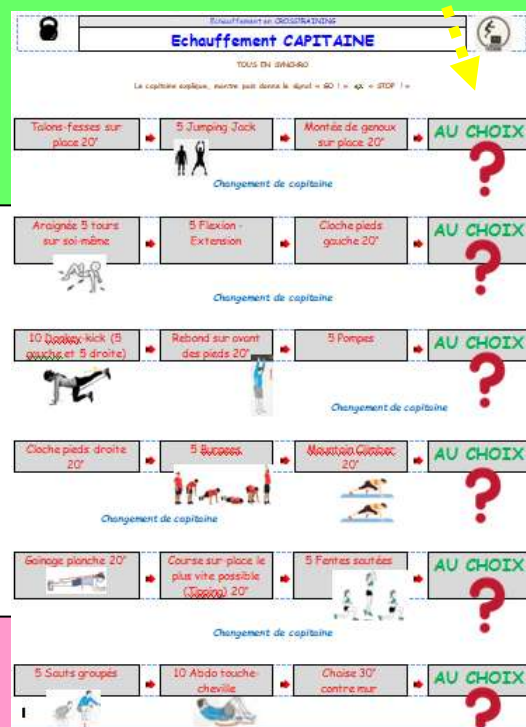 Echauffement en CROSSTRAINING
Echauffement CAPITAINE
TOUS EN SYNCHRO
Le capitaine explique, montre puis donne le signal « GO ! » ex « STOP ! »
Talons-fesses sur
place 20"
5 Jumping Jack
Montée de genoux
sur place 20"
AU CHOIX
?
Changement de capitaine
Araignée 5 tours
sur soi-même
5 Flexion -
Extension
Cloche pieds
gauche 20"
AU CHOIX
?
Changement de capitaine
10 Donkey-kick (5
gauche et 5 droite)
Rebond sur avant
des pieds 20"
5 Pompes
AU CHOIX
?
Changement de capitaine
Cloche pieds droite
20"
5 Burpees
Mountain Climber
20"
AU CHOIX
?
Changement de capitaine
Gainage planche 20"
Course sur place le
plus vite possible
(Tipping) 20"
5 Fentes sautées
AU CHOIX
?
Changement de capitaine
5 Sauts groupés
10 Abdo touche-
cheville
Chaise 30"
contre mur
AU CHOIX
?